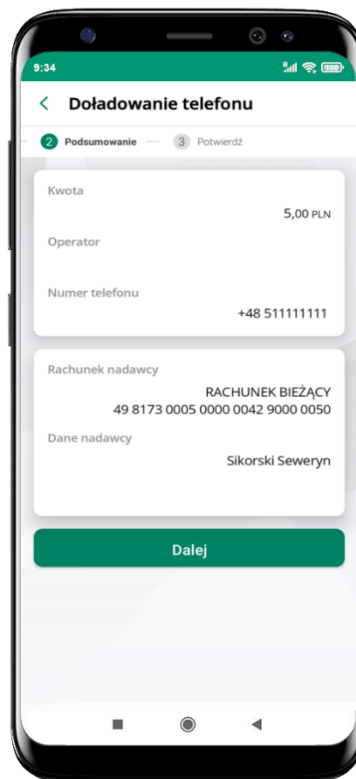 9:34
100
Doładowanie telefonu
2 Podsumowanie 3 Potwierdź
Kwota
5,00 PLN
Operator
Numer telefonu
+48 511111111
Rachunek nadawcy
RACHUNEK BIEŻĄCY
49 8173 0005 0000 0042 9000 0050
Dane nadawcy
Sikorski Seweryn
Dalej